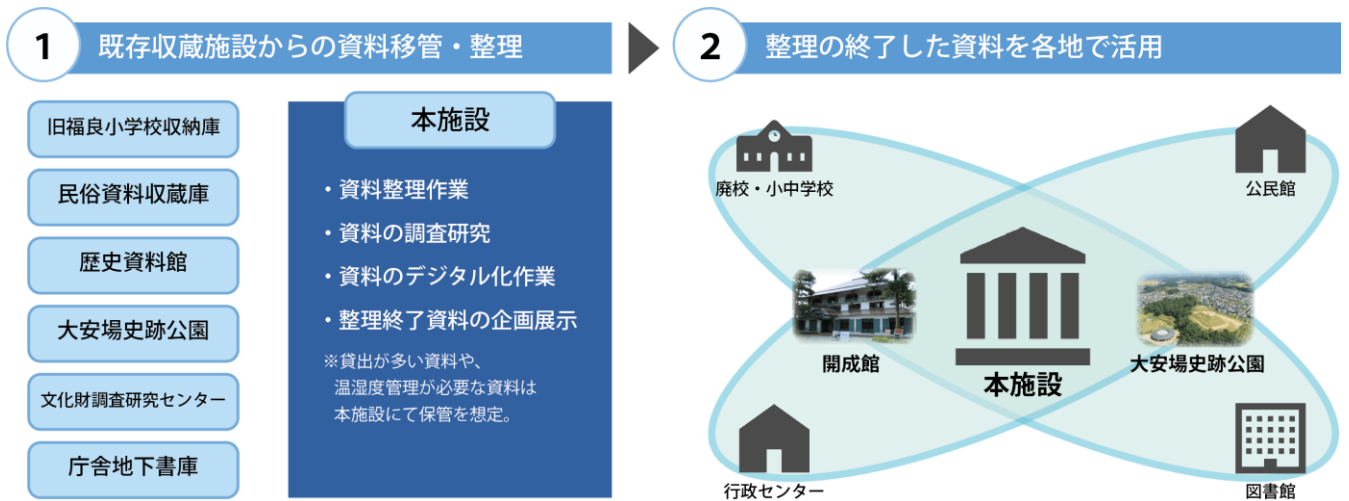 1 既存収蔵施設からの資料移管・整理
旧福良小学校収納庫
民俗資料収蔵庫
歴史資料館
大安場史跡公園
文化財調査研究センター
庁舎地下書庫
本施設
・資料整理作業
・資料の調査研究
・資料のデジタル化作業
・整理終了資料の企画展示
※貸出が多い資料や、
温湿度管理が必要な資料は
本施設にて保管を想定。
2 整理の終了した資料を各地で活用
廃校・小中学校
公民館
開成館
本施設
大安場史跡公園
行政センター
図書館